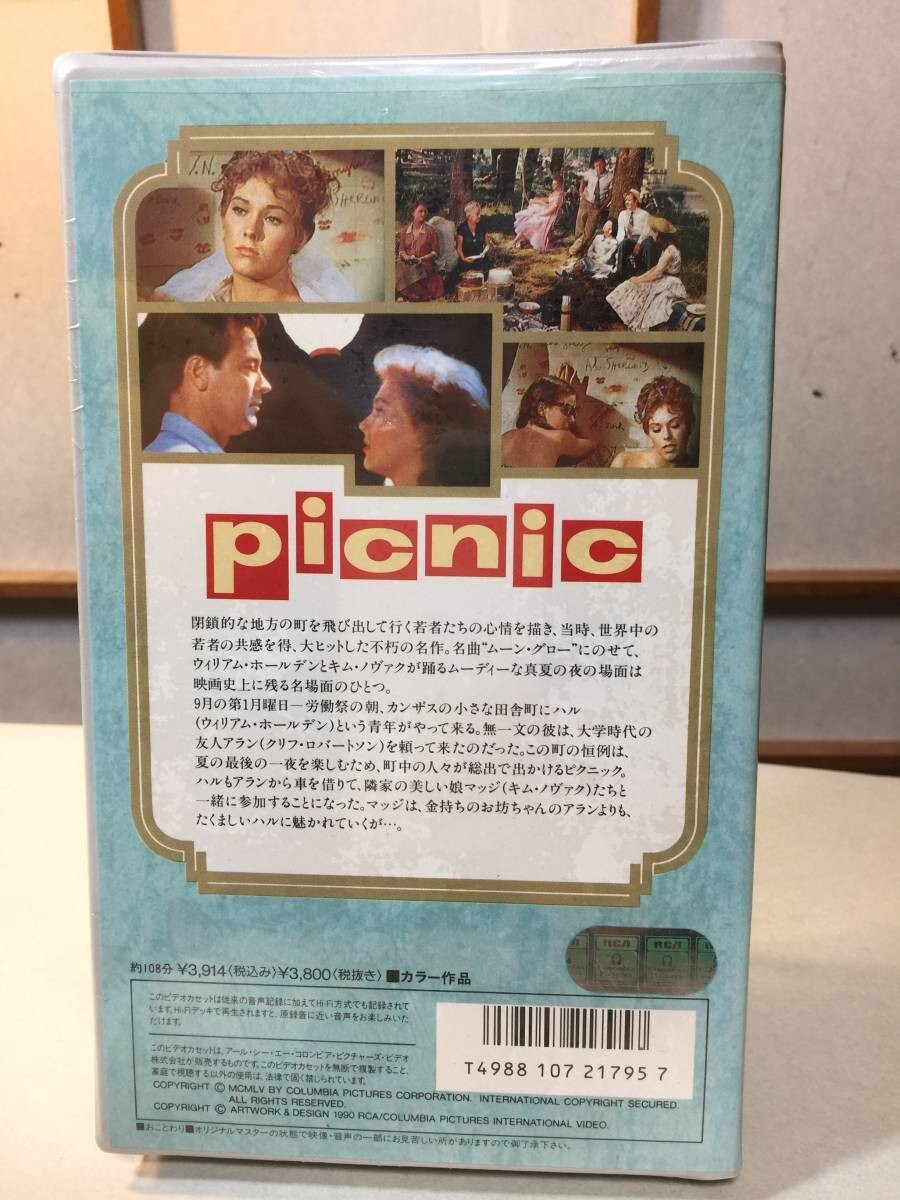 T.N.
SHERLOCK
AL SHERLOCK
picnic
閉鎖的な地方の町を飛び出して行く若者たちの心情を描き、当時、世界中の
若者の共感を得、大ヒットした不朽の名作。名曲"ムーン・グロー"にのせて、
ウィリアム・ホールデンとキム・ノヴァクが踊るムーディーな真夏の夜の場面は
映画史上に残る名場面のひとつ。
9月の第1月曜日―労働祭の朝、カンザスの小さな田舎町にハル
(ウィリアム・ホールデン)という青年がやって来る。無一文の彼は、大学時代の
友人アラン(クリフ・ロバートソン)を頼って来たのだった。この町の恒例は、
夏の最後の一夜を楽しむため、町中の人々が総出で出かけるピクニック。
ハルもアランから車を借りて、隣家の美しい娘マッジ(キム・ノヴァク)たちと
一緒に参加することになった。マッジは、金持ちのお坊ちゃんのアランよりも、
たくましいハルに魅かれていくが…。
RCA RCA
約108分 ¥3,914〈税込み〉¥3,800〈税抜き〉■カラー作品
このビデオカセットは従来の音声記録に加えてHi-Fi方式でも記録されて
います。Hi-Fiデッキで再生されますと、原録音に近い音声をお楽しみいた
だけます。
このビデオカセットは、アール・シー・エー・コロンビア・ピクチャーズ・ビデオ
株式会社が販売するものです。このビデオカセットを無断で複製すること、
家庭で視聴する以外の使用は、法律で固く禁じられています。
T4988 107 21795 7
COPYRIGHT Ⓒ MCMLV BY COLUMBIA PICTURES CORPORATION. INTERNATIONAL COPYRIGHT SECURED.
ALL RIGHTS RESERVED.
COPYRIGHT Ⓒ ARTWORK & DESIGN 1990 RCA/COLUMBIA PICTURES INTERNATIONAL VIDEO.
■おことわり■オリジナルマスターの状態で映像・音声の一部にお見苦しい所がありますので御了承下さい。